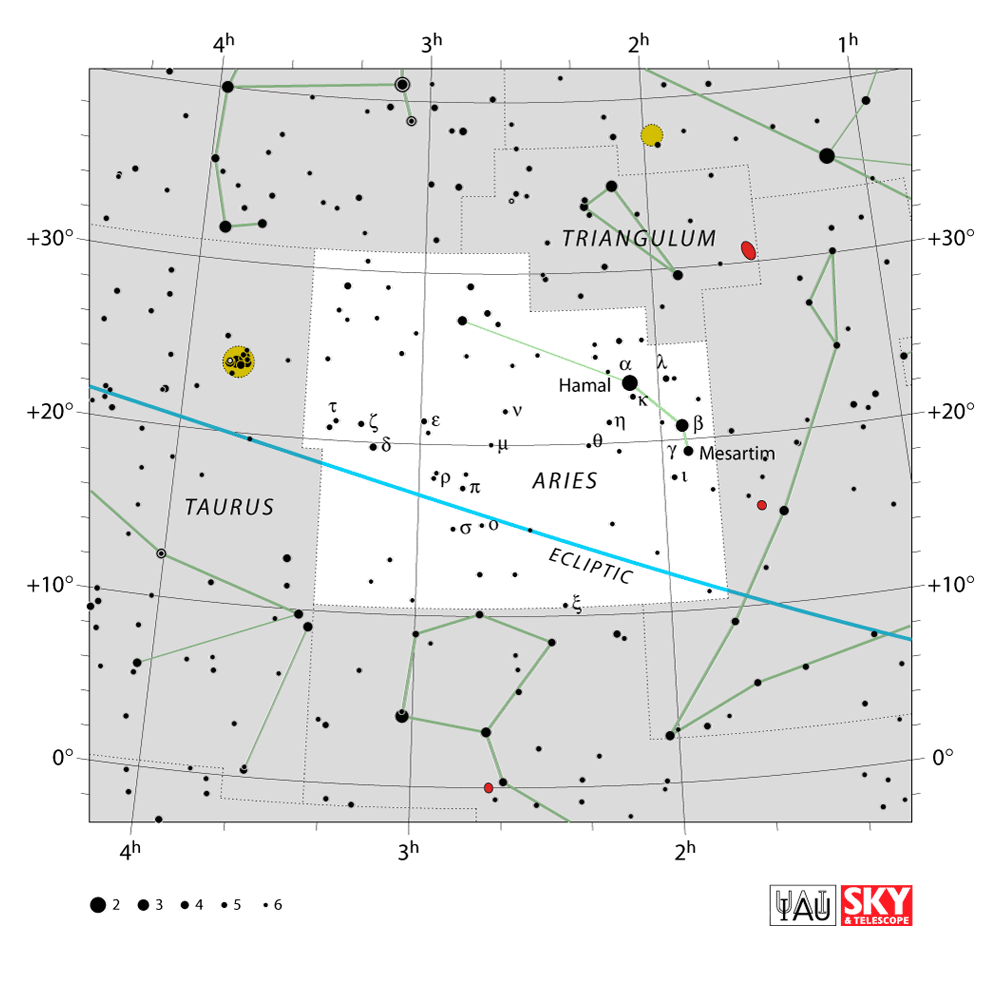 4ʰ 3ʰ 2ʰ 1ʰ
+30° TRIANGULUM +30°
α λ
Hamal κ
+20° τ ζ ε ν η β +20°
δ μ θ γ Mesartim
ρ π ARIES ι
TAURUS
σ ο
ECLIPTIC
+10° ξ +10°
0° 0°
4ʰ 3ʰ 2ʰ
2 3 4 5 6
IAU SKY
& TELESCOPE